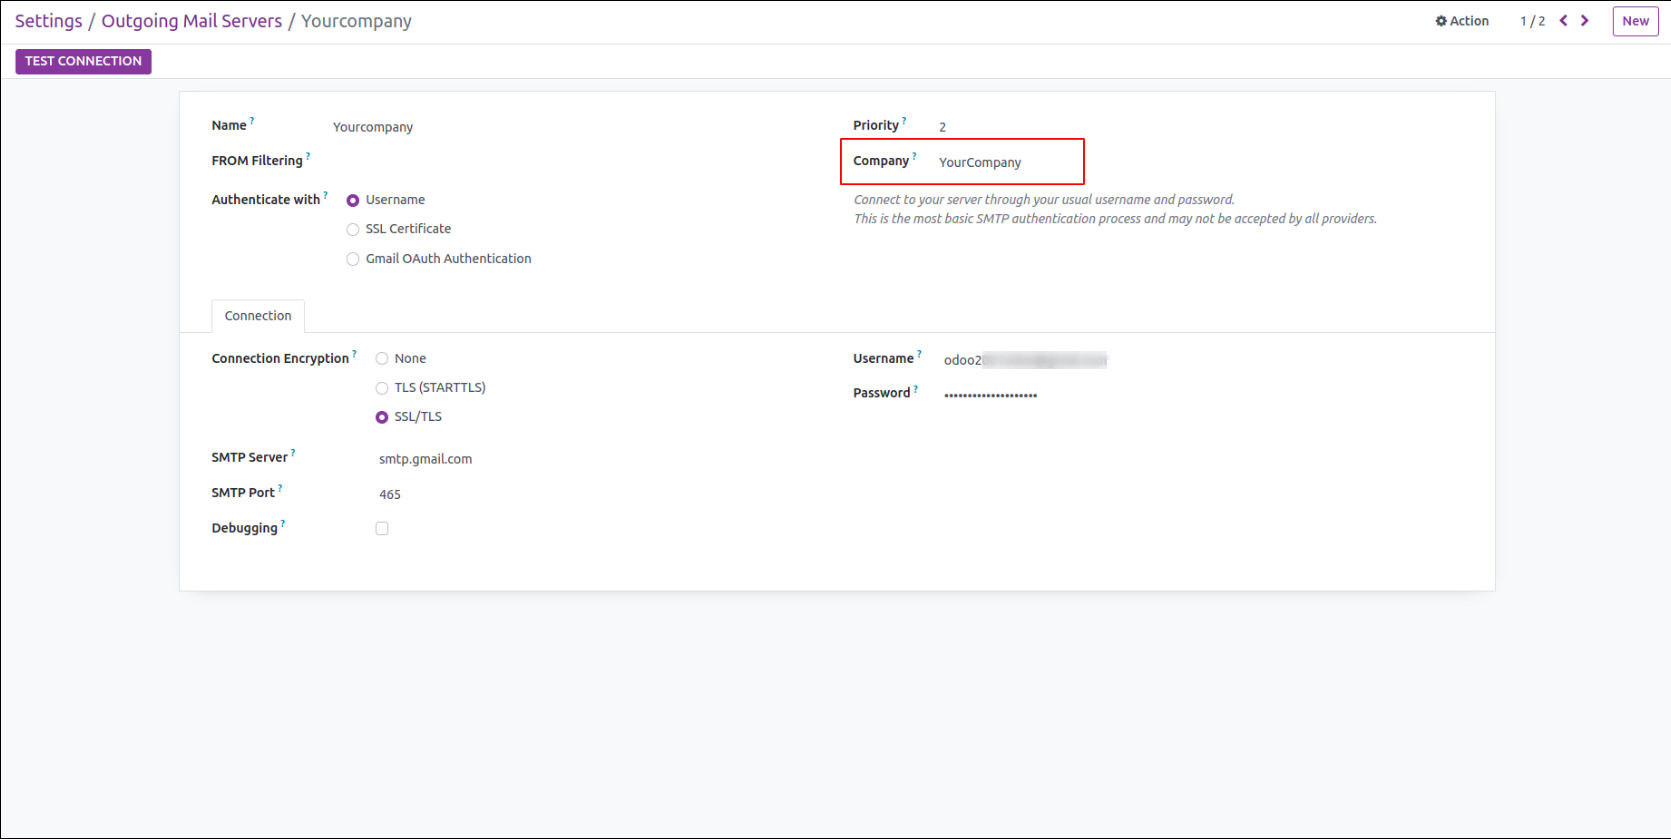 Settings / Outgoing Mail Servers / Yourcompany
Action 1 / 2 New
TEST CONNECTION
Name ? Yourcompany
Priority ? 2
FROM Filtering ?
Company ? YourCompany
Authenticate with ? Username
SSL Certificate
Gmail OAuth Authentication
Connect to your server through your usual username and password.
This is the most basic SMTP authentication process and may not be accepted by all providers.
Connection
Connection Encryption ? None
TLS (STARTTLS)
SSL/TLS
Username ? odoo2
Password ? ••••••••••••••••••••
SMTP Server ? smtp.gmail.com
SMTP Port ? 465
Debugging ?